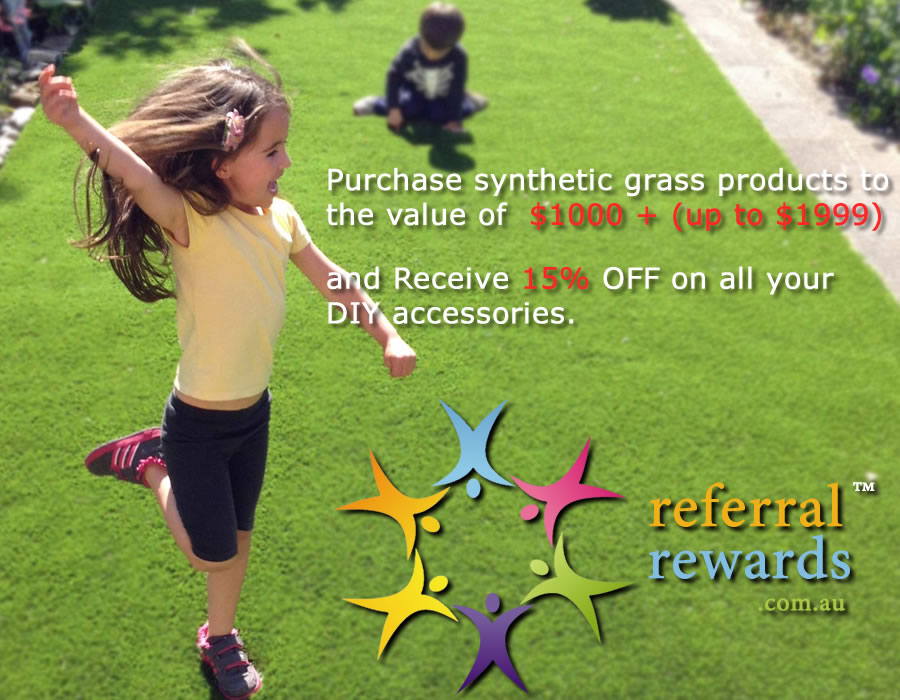 Purchase synthetic grass products to
the value of $1000 + (up to $1999)
and Receive 15% OFF on all your
DIY accessories.
referral™
rewards
.com.au